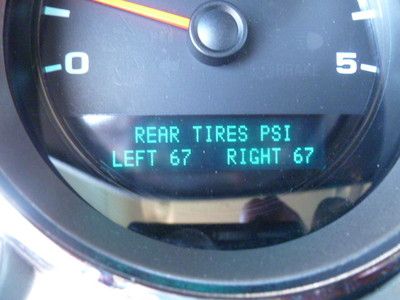 0 5
REAR TIRES PSI
LEFT 67 RIGHT 67